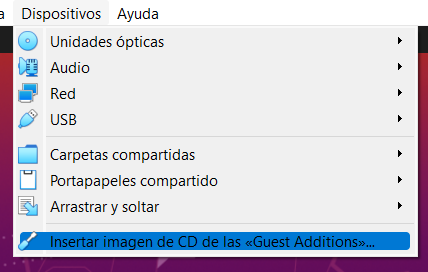 a Dispositivos Ayuda
Unidades ópticas
Audio
Red
USB
Carpetas compartidas
Portapapeles compartido
Arrastrar y soltar
Insertar imagen de CD de las «Guest Additions»...